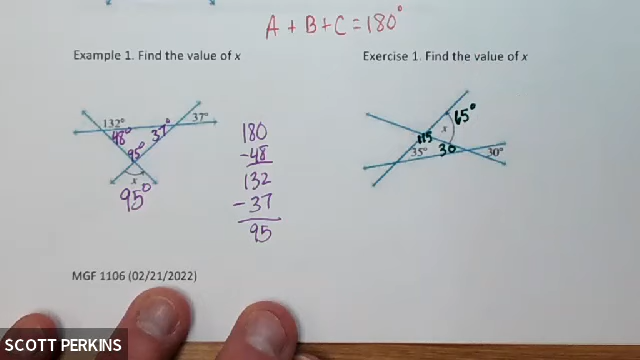 A + B + C = 180°
Example 1. Find the value of x
Exercise 1. Find the value of x
132°
37°
48°
37°
95°
x
95°
180
-48
132
- 37
95
65°
x
115
35°
30
30°
MGF 1106 (02/21/2022)
SCOTT PERKINS